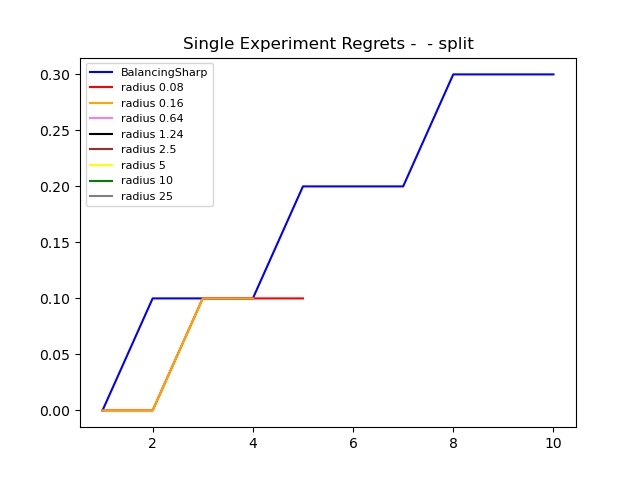 Single Experiment Regrets -  - split
BalancingSharp
radius 0.08
radius 0.16
radius 0.64
radius 1.24
radius 2.5
radius 5
radius 10
radius 25
0.30
0.25
0.20
0.15
0.10
0.05
0.00
2 4 6 8 10